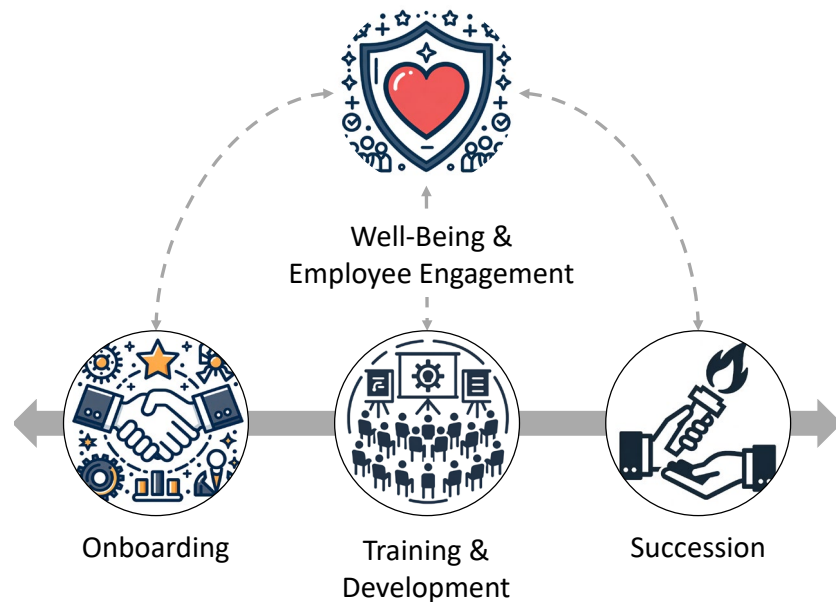 Well-Being &
Employee Engagement
Onboarding
Training &
Development
Succession